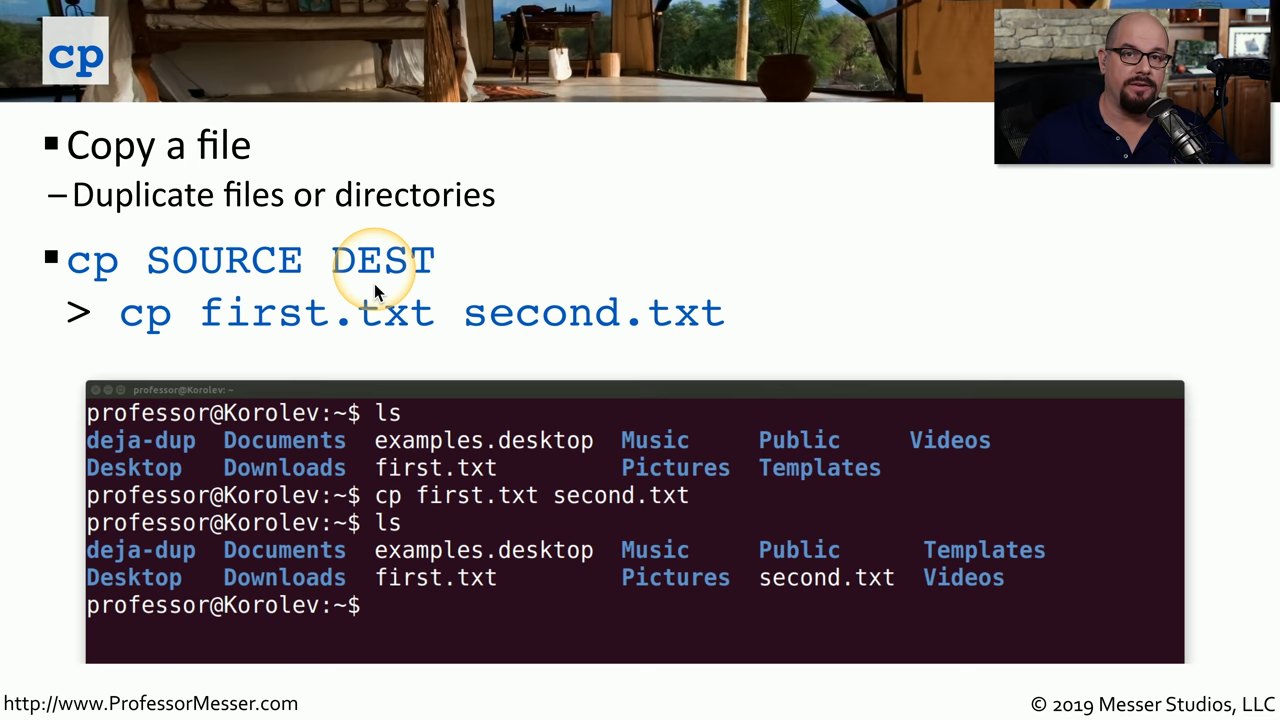 cp
▪ Copy a file
– Duplicate files or directories
▪ cp SOURCE DEST
> cp first.txt second.txt
professor@Korolev: ~
professor@Korolev:~$ ls
deja-dup Documents examples.desktop Music Public Videos
Desktop Downloads first.txt Pictures Templates
professor@Korolev:~$ cp first.txt second.txt
professor@Korolev:~$ ls
deja-dup Documents examples.desktop Music Public Templates
Desktop Downloads first.txt Pictures second.txt Videos
professor@Korolev:~$
http://www.ProfessorMesser.com
© 2019 Messer Studios, LLC